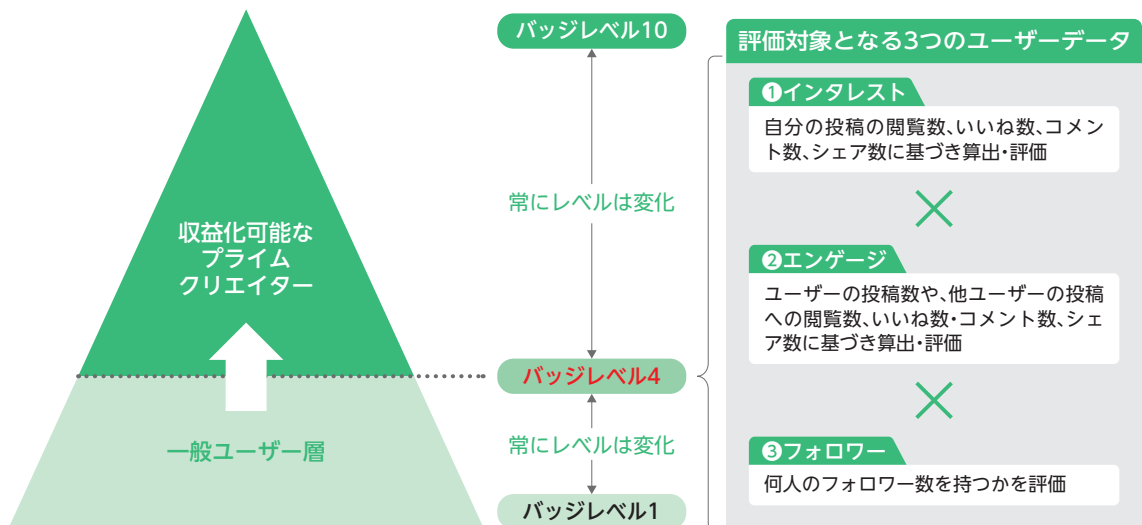 収益化可能な
プライム
クリエイター
一般ユーザー層
バッジレベル10
常にレベルは変化
バッジレベル4
常にレベルは変化
バッジレベル1
評価対象となる3つのユーザーデータ
❶インタレスト
自分の投稿の閲覧数、いいね数、コメン
ト数、シェア数に基づき算出・評価
×
❷エンゲージ
ユーザーの投稿数や、他ユーザーの投稿
への閲覧数、いいね数・コメント数、シェ
ア数に基づき算出・評価
×
❸フォロワー
何人のフォロワー数を持つかを評価